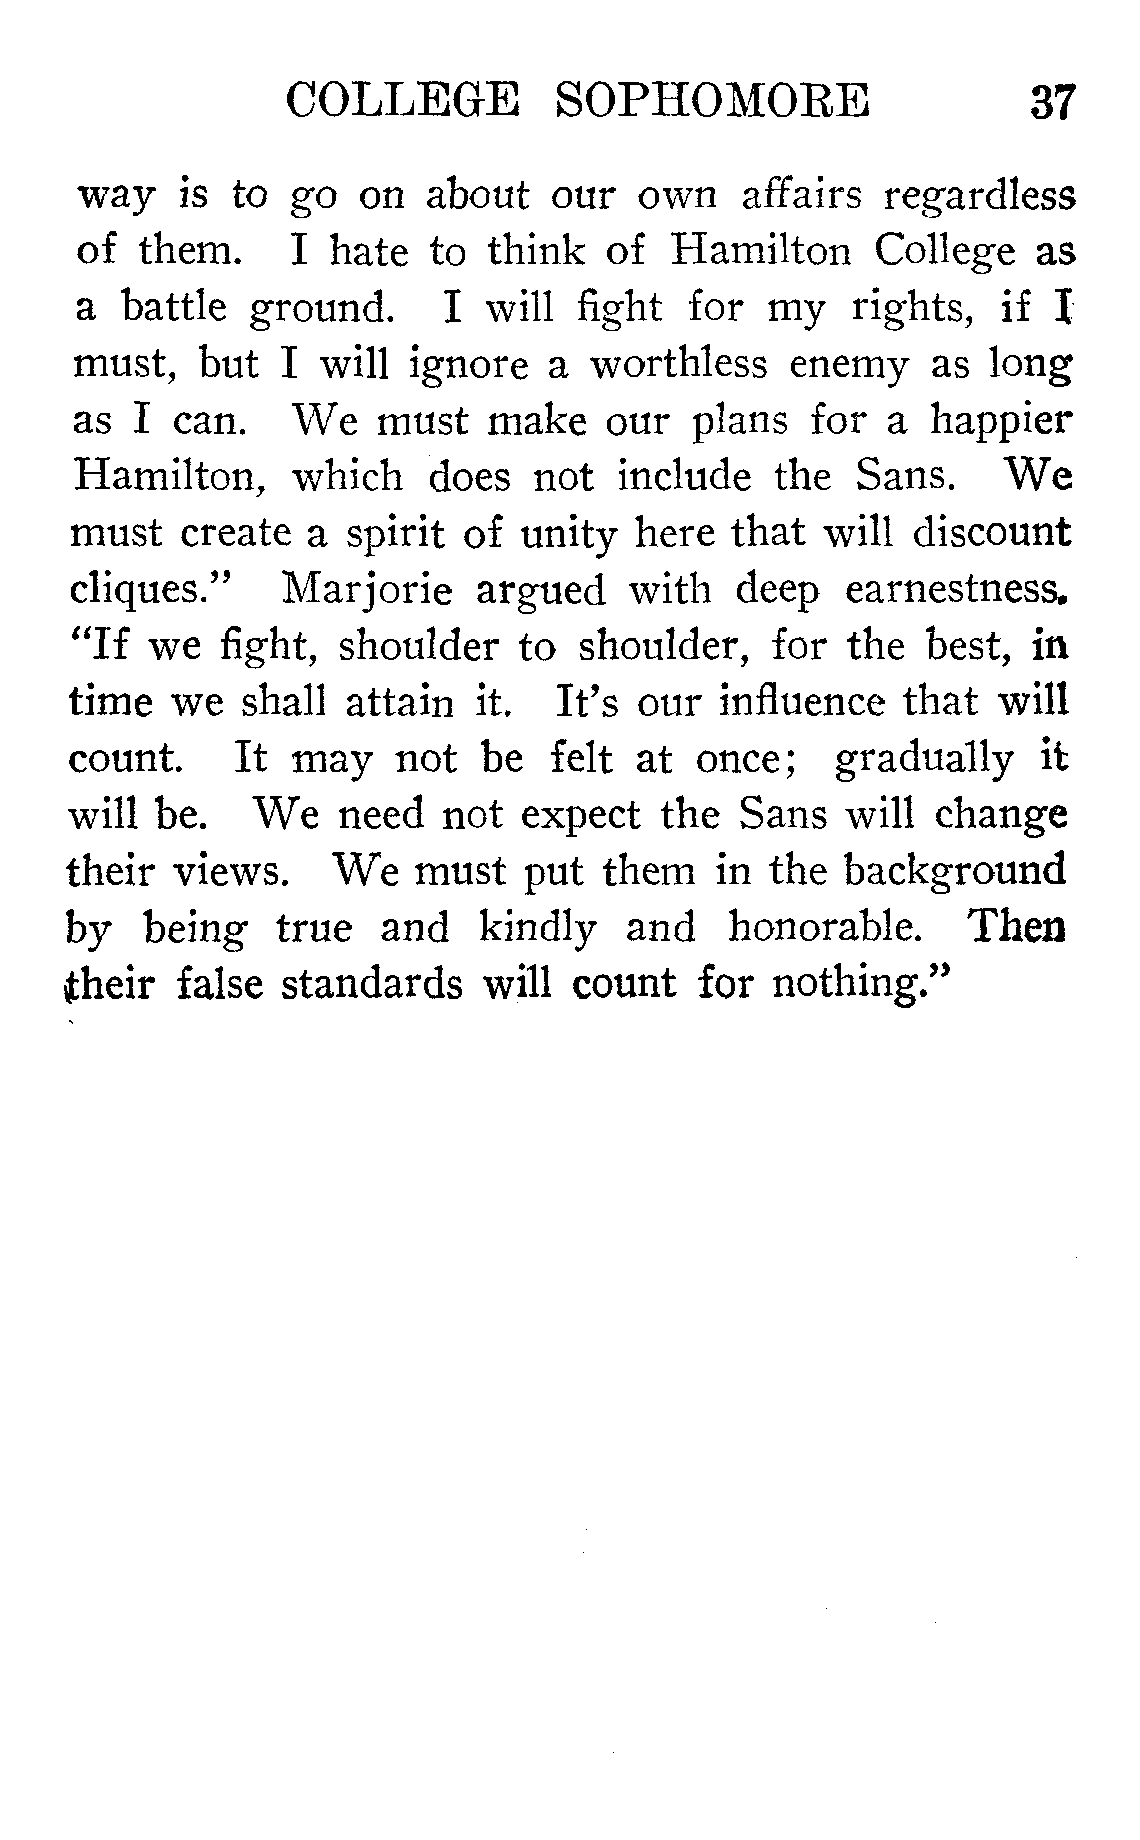 COLLEGE SOPHOMORE 37
way is to go on about our own affairs regardless
of them. I hate to think of Hamilton College as
a battle ground. I will fight for my rights, if I
must, but I will ignore a worthless enemy as long
as I can. We must make our plans for a happier
Hamilton, which does not include the Sans. We
must create a spirit of unity here that will discount
cliques.” Marjorie argued with deep earnestness.
“If we fight, shoulder to shoulder, for the best, in
time we shall attain it. It’s our influence that will
count. It may not be felt at once; gradually it
will be. We need not expect the Sans will change
their views. We must put them in the background
by being true and kindly and honorable. Then
their false standards will count for nothing.”